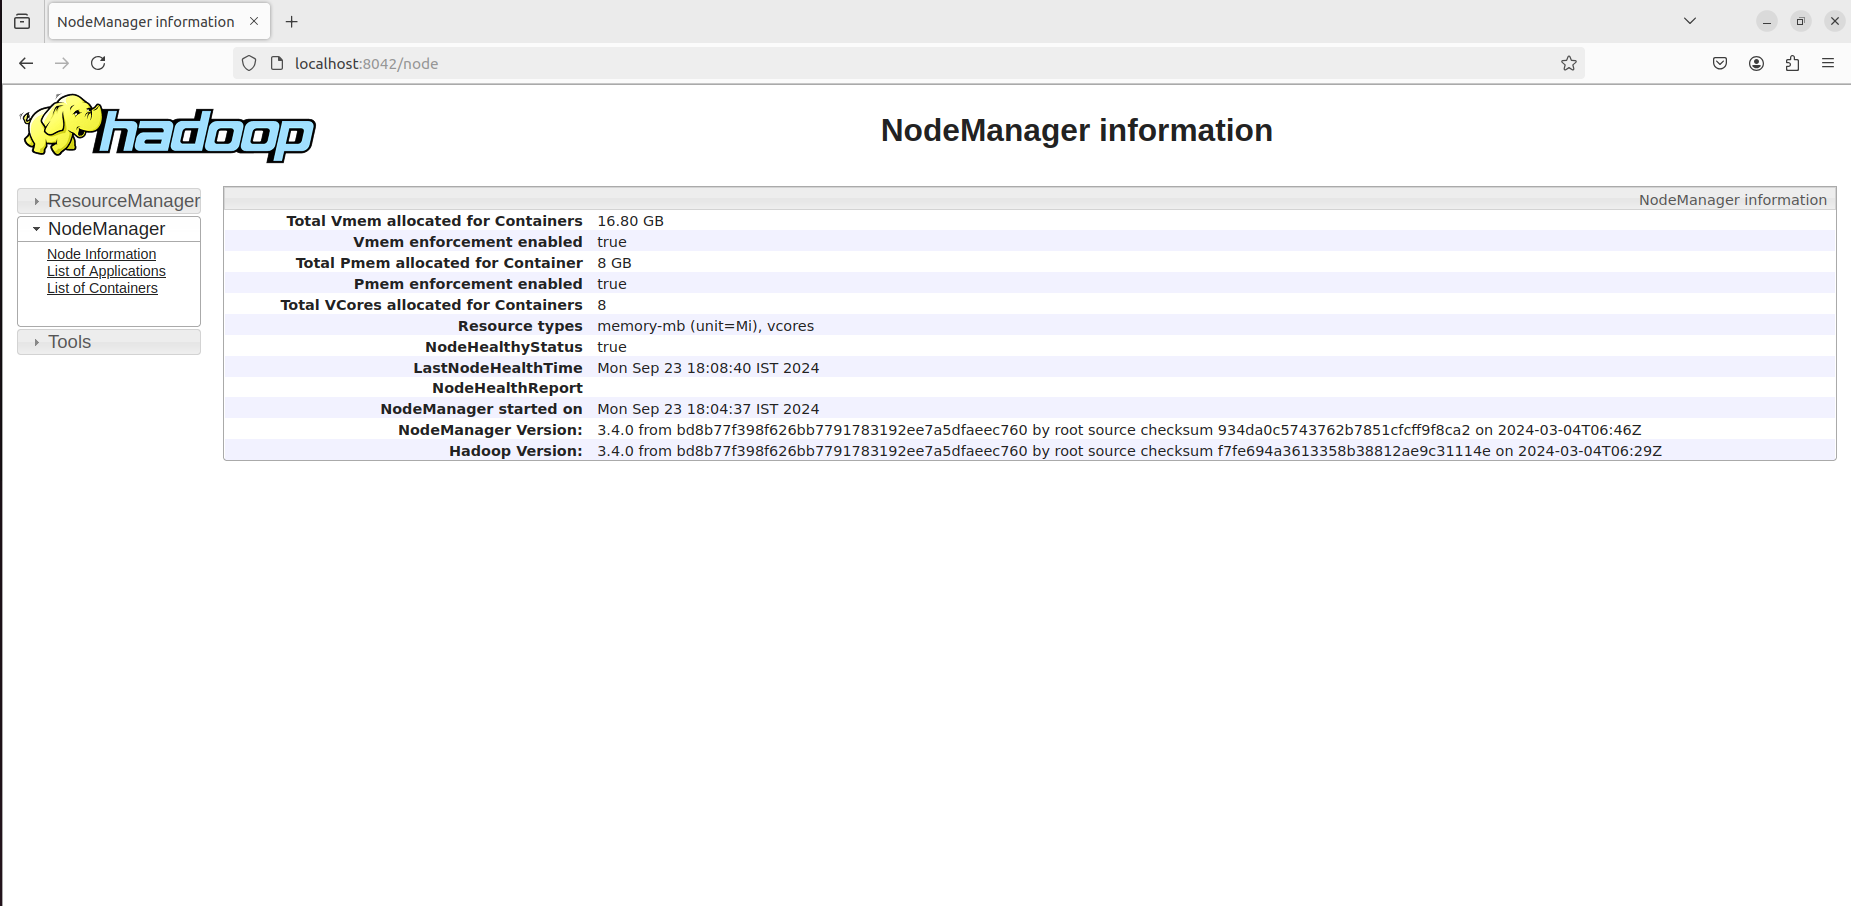 NodeManager information
localhost:8042/node
hadoop
NodeManager information
ResourceManager
NodeManager
Node Information
List of Applications
List of Containers
Tools
NodeManager information
Total Vmem allocated for Containers 16.80 GB
Vmem enforcement enabled true
Total Pmem allocated for Container 8 GB
Pmem enforcement enabled true
Total VCores allocated for Containers 8
Resource types memory-mb (unit=Mi), vcores
NodeHealthyStatus true
LastNodeHealthTime Mon Sep 23 18:08:40 IST 2024
NodeHealthReport
NodeManager started on Mon Sep 23 18:04:37 IST 2024
NodeManager Version: 3.4.0 from bd8b77f398f626bb7791783192ee7a5dfaeec760 by root source checksum 934da0c5743762b7851cfcff9f8ca2 on 2024-03-04T06:46Z
Hadoop Version: 3.4.0 from bd8b77f398f626bb7791783192ee7a5dfaeec760 by root source checksum f7fe694a3613358b38812ae9c31114e on 2024-03-04T06:29Z